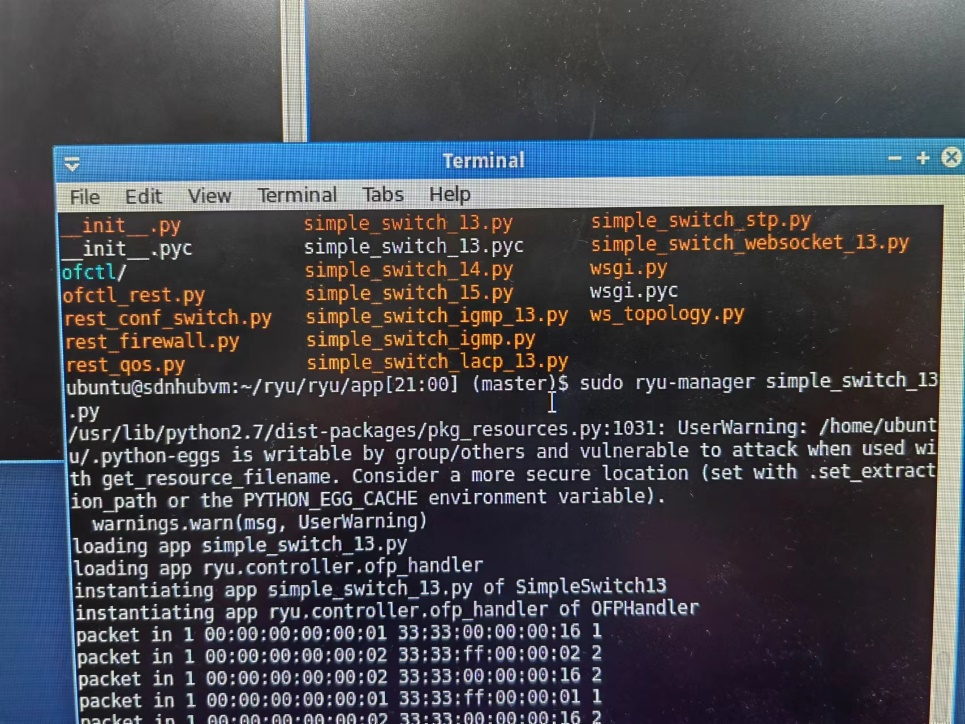 Terminal
File Edit View Terminal Tabs Help
__init__.py simple_switch_13.py simple_switch_stp.py
__init__.pyc simple_switch_13.pyc simple_switch_websocket_13.py
ofctl/ simple_switch_14.py wsgi.py
ofctl_rest.py simple_switch_15.py wsgi.pyc
rest_conf_switch.py simple_switch_igmp_13.py ws_topology.py
rest_firewall.py simple_switch_igmp.py
rest_qos.py simple_switch_lacp_13.py
ubuntu@sdnhubvm:~/ryu/ryu/app[21:00] (master)$ sudo ryu-manager simple_switch_13
.py
/usr/lib/python2.7/dist-packages/pkg_resources.py:1031: UserWarning: /home/ubunt
u/.python-eggs is writable by group/others and vulnerable to attack when used wi
th get_resource_filename. Consider a more secure location (set with .set_extract
ion_path or the PYTHON_EGG_CACHE environment variable).
warnings.warn(msg, UserWarning)
loading app simple_switch_13.py
loading app ryu.controller.ofp_handler
instantiating app simple_switch_13.py of SimpleSwitch13
instantiating app ryu.controller.ofp_handler of OFPHandler
packet in 1 00:00:00:00:00:01 33:33:00:00:00:16 1
packet in 1 00:00:00:00:00:02 33:33:ff:00:00:02 2
packet in 1 00:00:00:00:00:02 33:33:00:00:00:16 2
packet in 1 00:00:00:00:00:01 33:33:ff:00:00:01 1
packet in 1 00:00:00:00:00:02 33:33:00:00:00:16 2